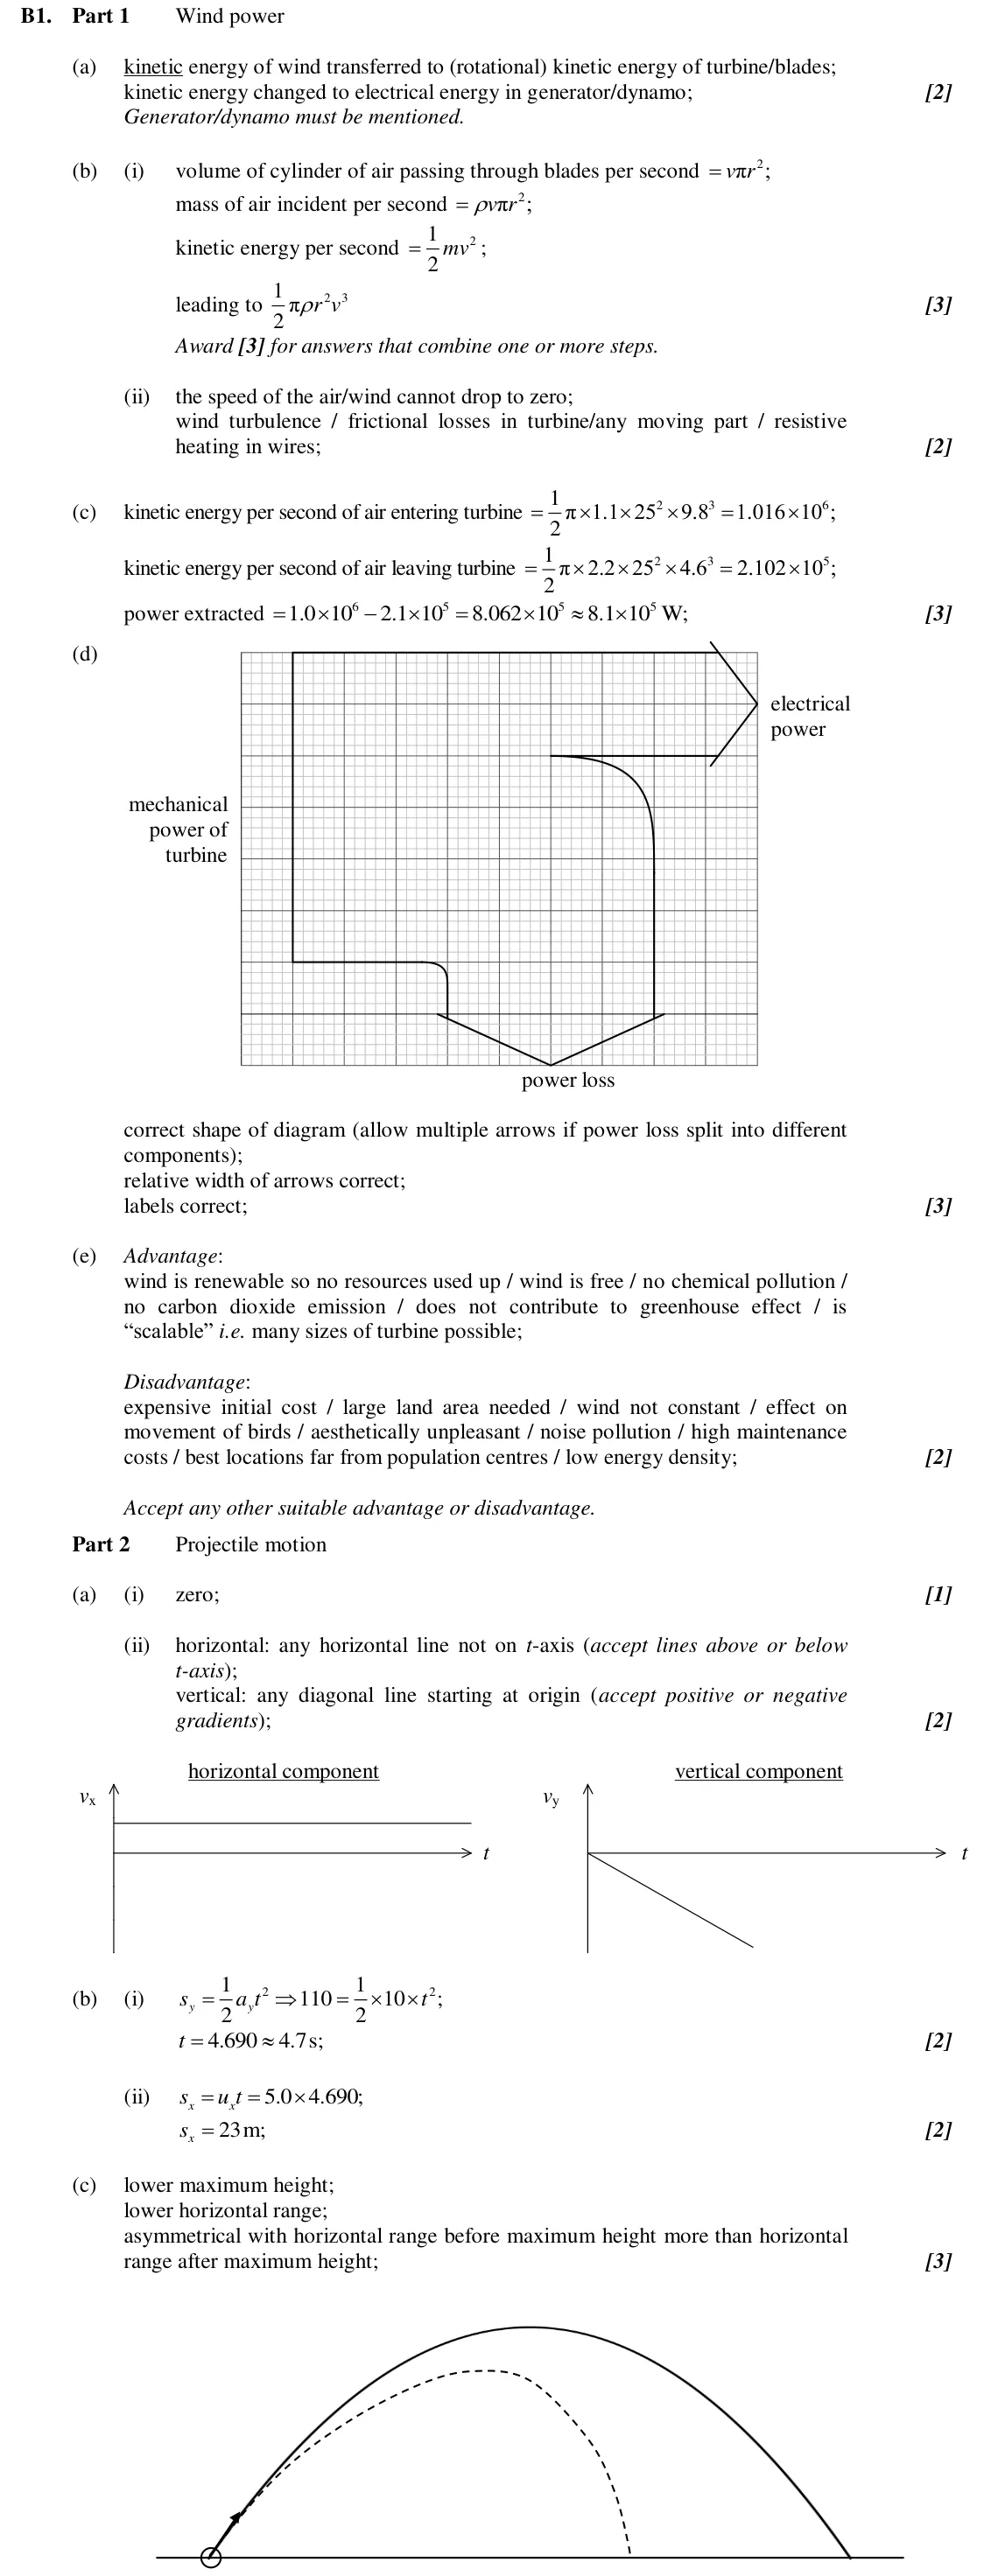 B1. Part 1 Wind power
(a) kinetic energy of wind transferred to (rotational) kinetic energy of turbine/blades;
kinetic energy changed to electrical energy in generator/dynamo; [2]
Generator/dynamo must be mentioned.
(b) (i) volume of cylinder of air passing through blades per second = vπr²;
mass of air incident per second = ρvπr²;
kinetic energy per second = 1/2 mv²;
leading to 1/2 πρr²v³ [3]
Award [3] for answers that combine one or more steps.
(ii) the speed of the air/wind cannot drop to zero;
wind turbulence / frictional losses in turbine/any moving part / resistive
heating in wires; [2]
(c) kinetic energy per second of air entering turbine = 1/2 π×1.1×25²×9.8³ = 1.016×10⁶;
kinetic energy per second of air leaving turbine = 1/2 π×2.2×25²×4.6³ = 2.102×10⁵;
power extracted = 1.0×10⁶ − 2.1×10⁵ = 8.062×10⁵ ≈ 8.1×10⁵ W; [3]
(d)
electrical
power
mechanical
power of
turbine
power loss
correct shape of diagram (allow multiple arrows if power loss split into different
components);
relative width of arrows correct;
labels correct; [3]
(e) Advantage:
wind is renewable so no resources used up / wind is free / no chemical pollution /
no carbon dioxide emission / does not contribute to greenhouse effect / is
“scalable” i.e. many sizes of turbine possible;
Disadvantage:
expensive initial cost / large land area needed / wind not constant / effect on
movement of birds / aesthetically unpleasant / noise pollution / high maintenance
costs / best locations far from population centres / low energy density; [2]
Accept any other suitable advantage or disadvantage.
Part 2 Projectile motion
(a) (i) zero; [1]
(ii) horizontal: any horizontal line not on t-axis (accept lines above or below
t-axis);
vertical: any diagonal line starting at origin (accept positive or negative
gradients); [2]
horizontal component vertical component
vx vy
t t
(b) (i) s_y = 1/2 a_y t² ⇒ 110 = 1/2 ×10×t²;
t = 4.690 ≈ 4.7 s; [2]
(ii) s_x = u_x t = 5.0×4.690;
s_x = 23 m; [2]
(c) lower maximum height;
lower horizontal range;
asymmetrical with horizontal range before maximum height more than horizontal
range after maximum height; [3]